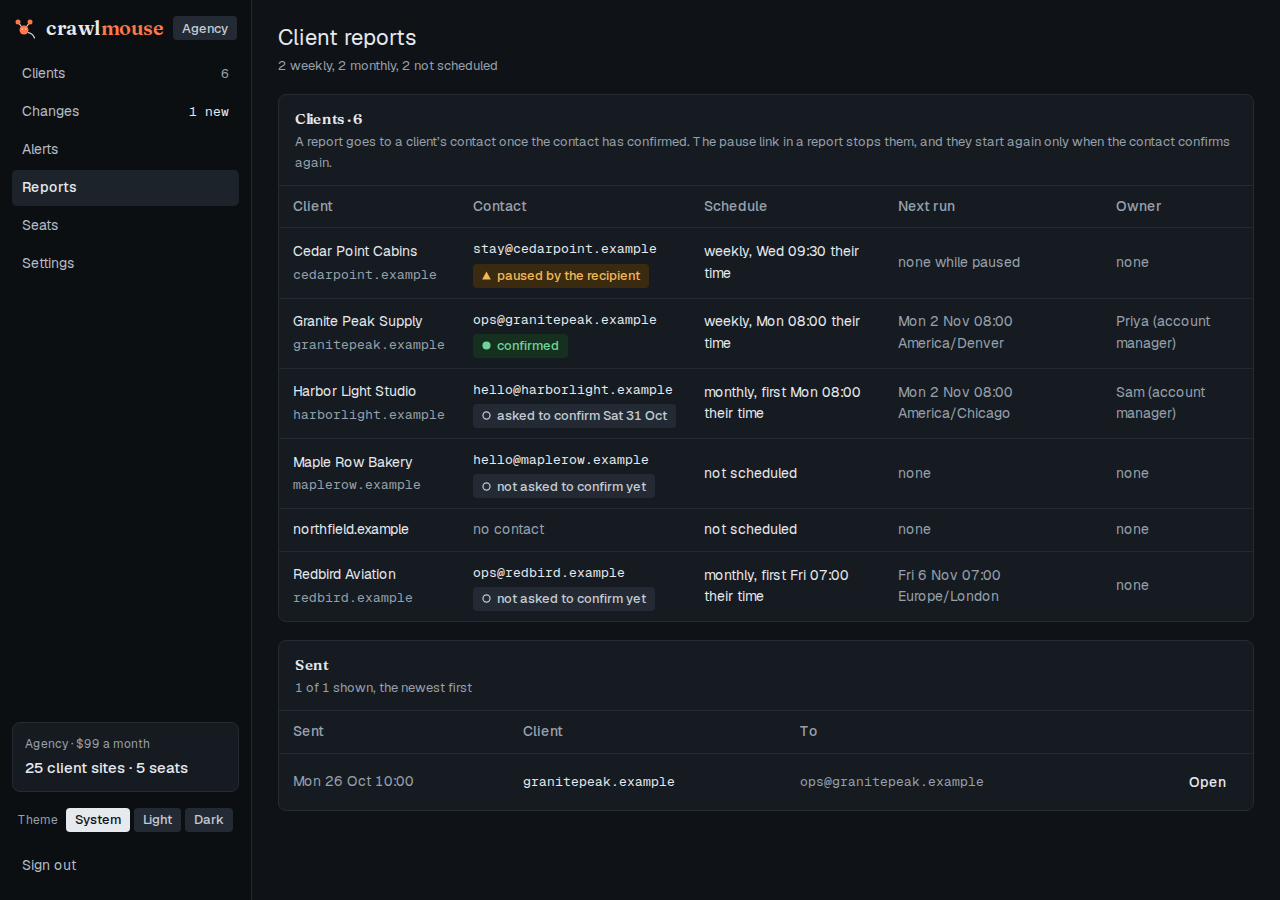 crawlmouse Agency
Clients 6
Changes 1 new
Alerts
Reports
Seats
Settings
Agency · $99 a month
25 client sites · 5 seats
Theme System Light Dark
Sign out
Client reports
2 weekly, 2 monthly, 2 not scheduled
Clients · 6
A report goes to a client's contact once the contact has confirmed. The pause link in a report stops them, and they start again only when the contact confirms
again.
Client Contact Schedule Next run Owner
Cedar Point Cabins
cedarpoint.example
stay@cedarpoint.example
paused by the recipient
weekly, Wed 09:30 their
time
none while paused
none
Granite Peak Supply
granitepeak.example
ops@granitepeak.example
confirmed
weekly, Mon 08:00 their
time
Mon 2 Nov 08:00
America/Denver
Priya (account
manager)
Harbor Light Studio
harborlight.example
hello@harborlight.example
asked to confirm Sat 31 Oct
monthly, first Mon 08:00
their time
Mon 2 Nov 08:00
America/Chicago
Sam (account
manager)
Maple Row Bakery
maplerow.example
hello@maplerow.example
not asked to confirm yet
not scheduled
none
none
northfield.example
no contact
not scheduled
none
none
Redbird Aviation
redbird.example
ops@redbird.example
not asked to confirm yet
monthly, first Fri 07:00
their time
Fri 6 Nov 07:00
Europe/London
none
Sent
1 of 1 shown, the newest first
Sent Client To
Mon 26 Oct 10:00 granitepeak.example ops@granitepeak.example Open